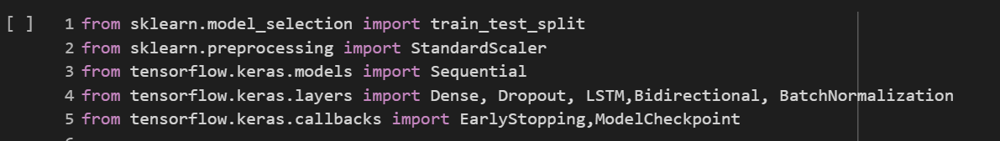 [ ] 1 from sklearn.model_selection import train_test_split
2 from sklearn.preprocessing import StandardScaler
3 from tensorflow.keras.models import Sequential
4 from tensorflow.keras.layers import Dense, Dropout, LSTM,Bidirectional, BatchNormalization
5 from tensorflow.keras.callbacks import EarlyStopping,ModelCheckpoint